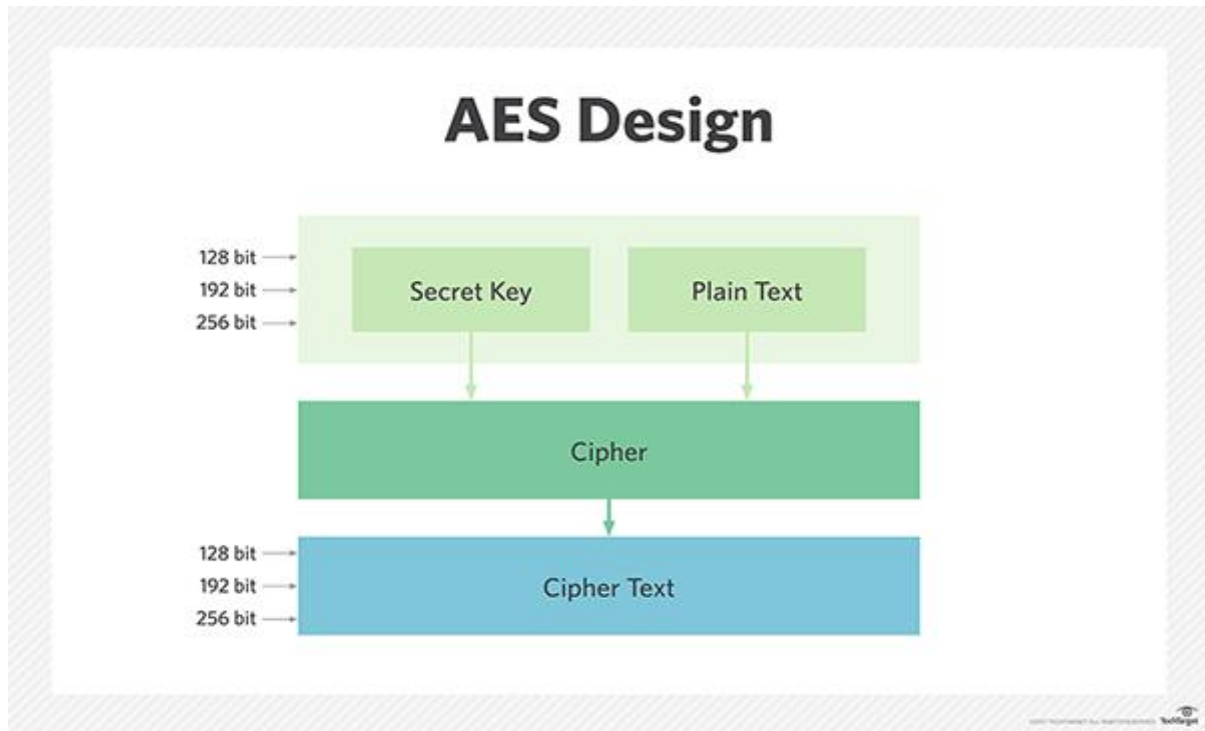 AES Design
128 bit
192 bit
256 bit
Secret Key
Plain Text
Cipher
128 bit
192 bit
256 bit
Cipher Text
TechTarget